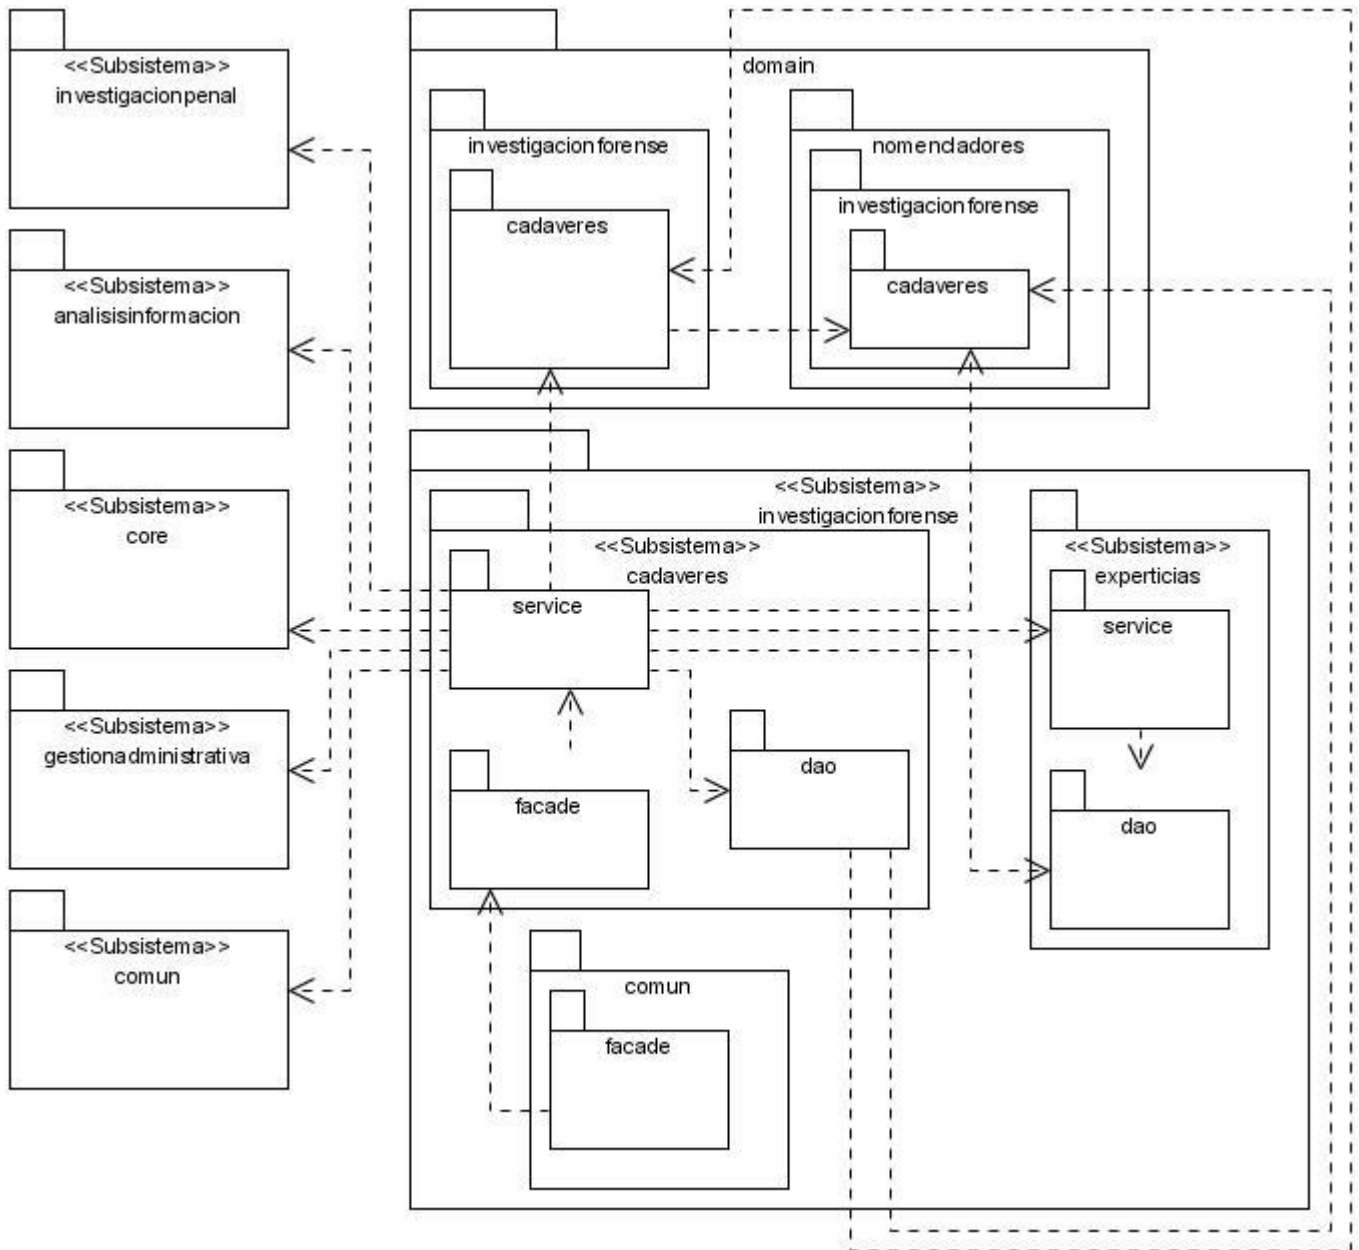 <<Subsistema>>
investigacionpenal
<<Subsistema>>
analisisinformacion
<<Subsistema>>
core
<<Subsistema>>
gestionadministrativa
<<Subsistema>>
comun
domain
investigacionforense
cadaveres
nomencladores
investigacionforense
cadaveres
<<Subsistema>>
investigacionforense
<<Subsistema>>
cadaveres
service
facade
dao
<<Subsistema>>
experticias
service
dao
comun
facade